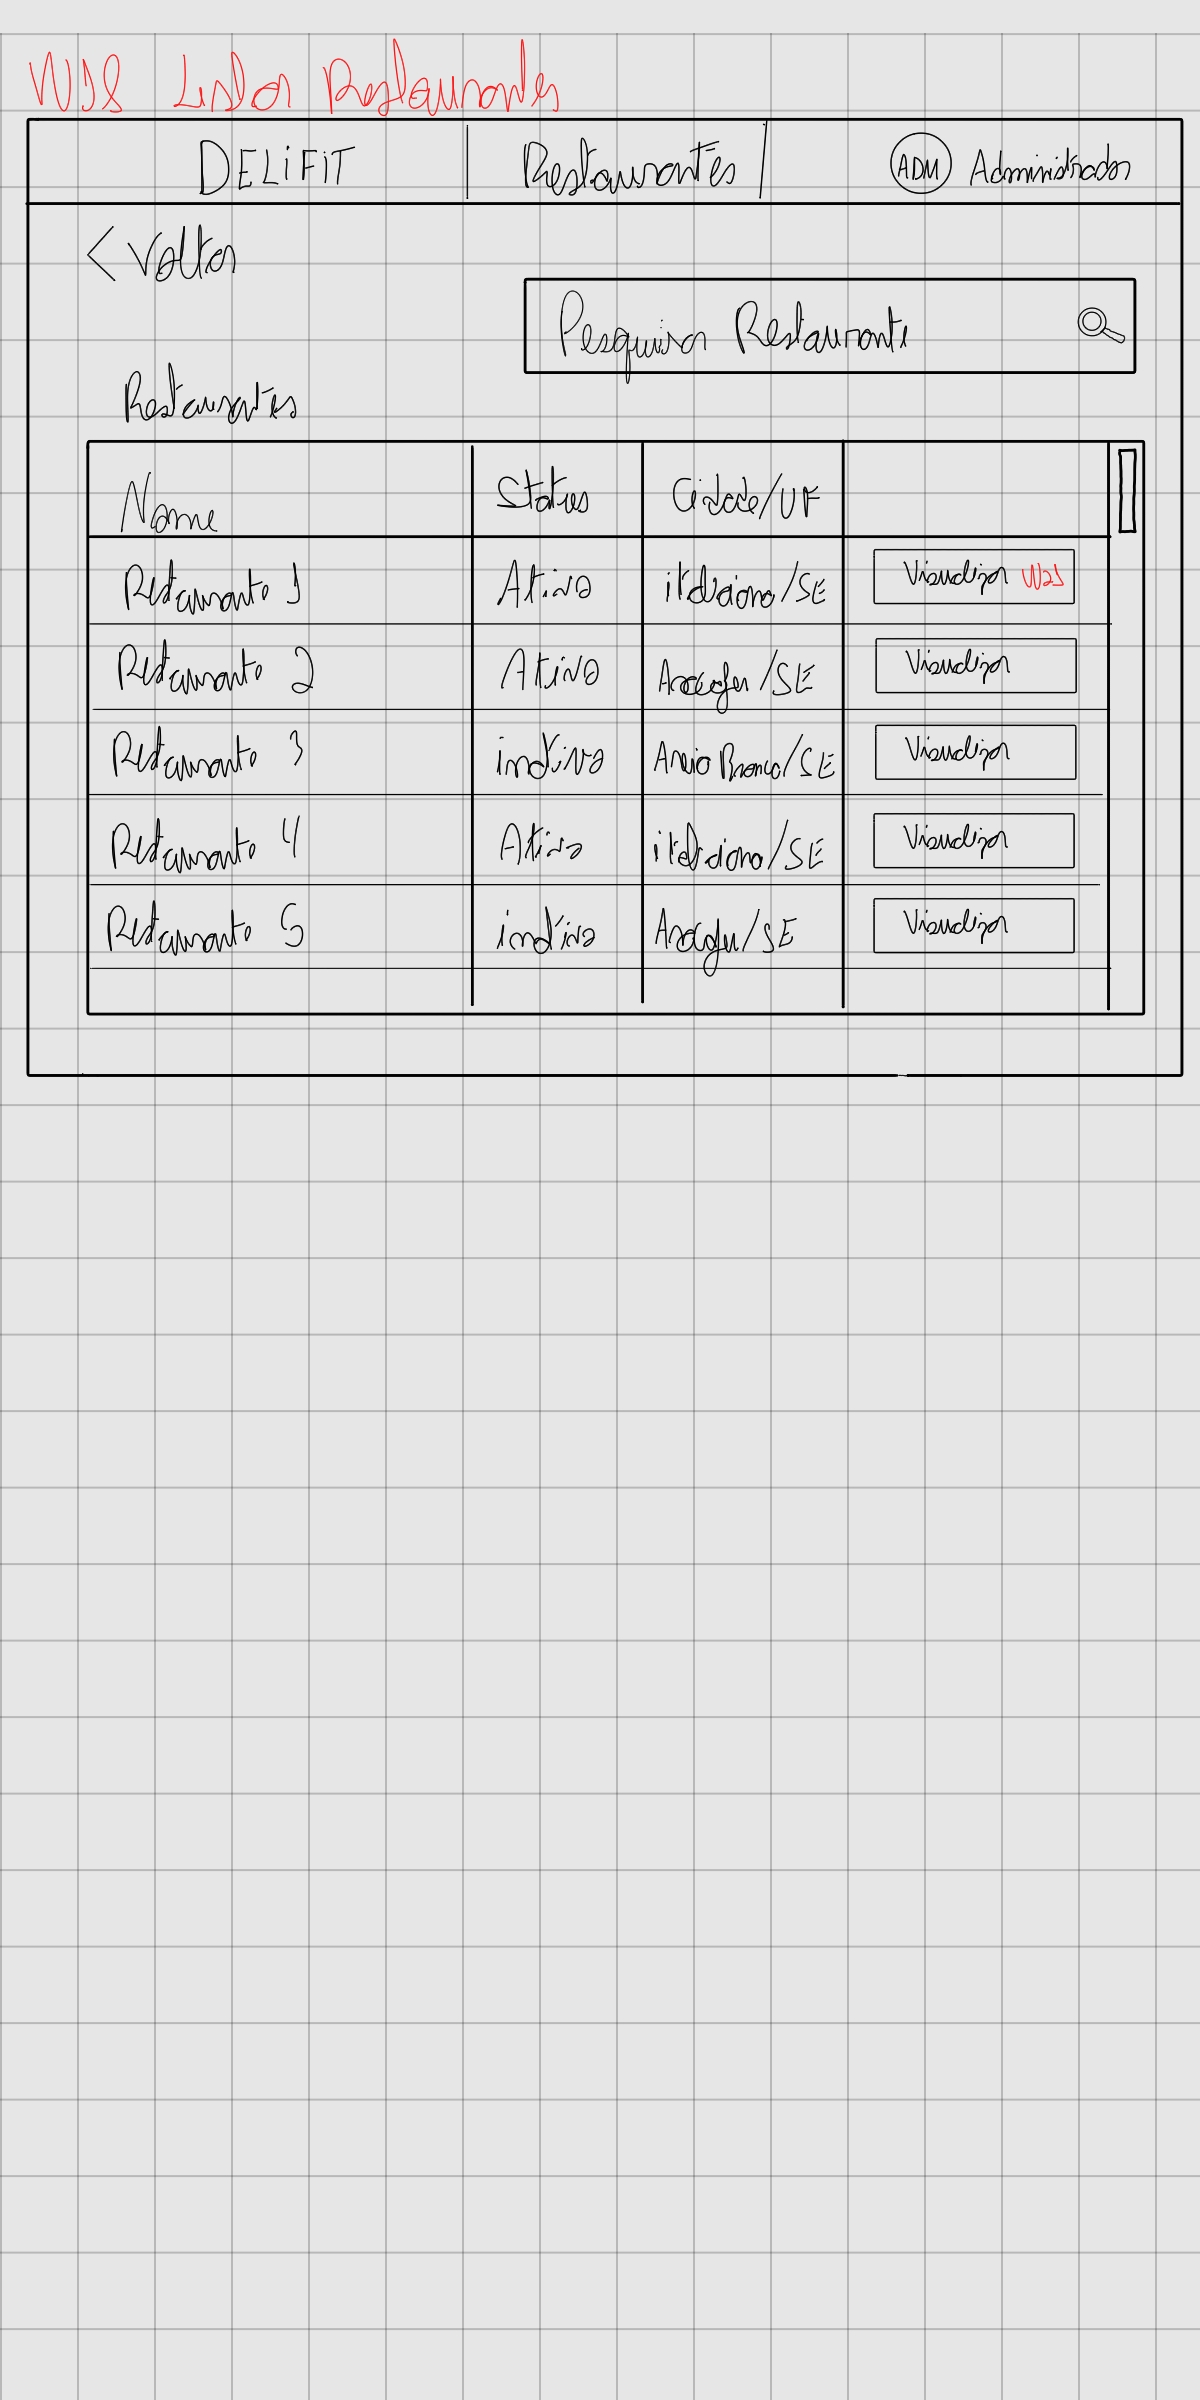 W18 Listar Restaurantes
DELiFiT Restaurantes ADM Administrador
< Voltar
Pesquisar Restaurante
Restaurantes
Nome Status Cidade/UF
Restaurante 1 Ativo itabaiana/SE Visualizar W21
Restaurante 2 Ativo Aracaju/SE Visualizar
Restaurante 3 inativo Areia Branca/SE Visualizar
Restaurante 4 Ativo itabaiana/SE Visualizar
Restaurante 5 inativo Aracaju/SE Visualizar